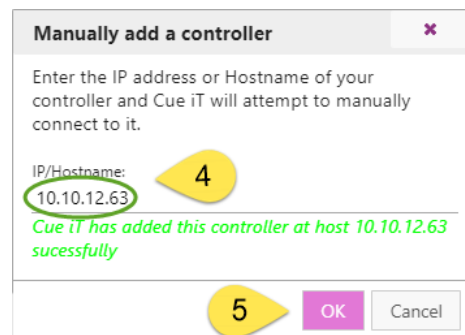 Manually add a controller
Enter the IP address or Hostname of your
controller and Cue iT will attempt to manually
connect to it.
IP/Hostname:
4
10.10.12.63
Cue iT has added this controller at host 10.10.12.63
sucessfully
5
OK
Cancel